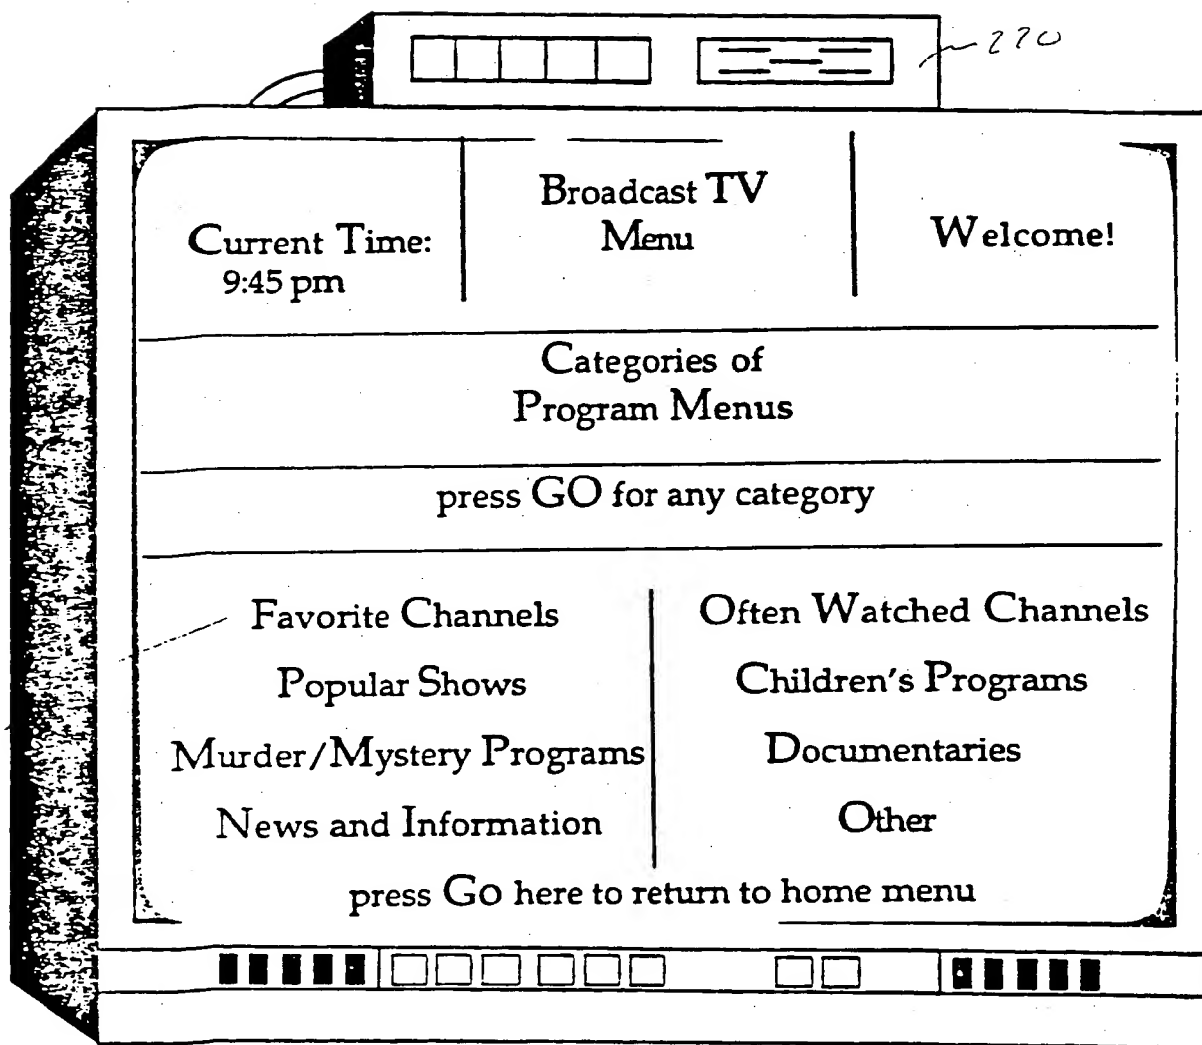 220
Current Time:
9:45 pm
Broadcast TV
Menu
Welcome!
Categories of
Program Menus
press GO for any category
Favorite Channels
Popular Shows
Murder/Mystery Programs
News and Information
Often Watched Channels
Children's Programs
Documentaries
Other
press Go here to return to home menu